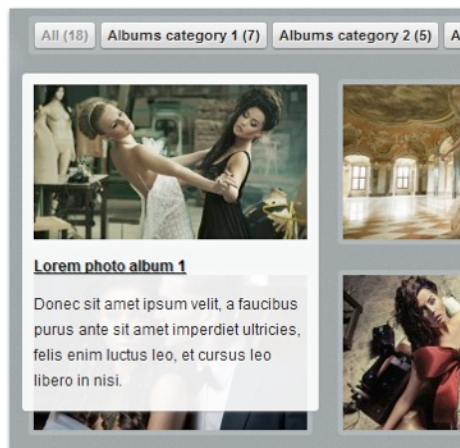 All (18) Albums category 1 (7) Albums category 2 (5) A
Lorem photo album 1
Donec sit amet ipsum velit, a faucibus
purus ante sit amet imperdiet ultricies,
felis enim luctus leo, et cursus leo
libero in nisi.